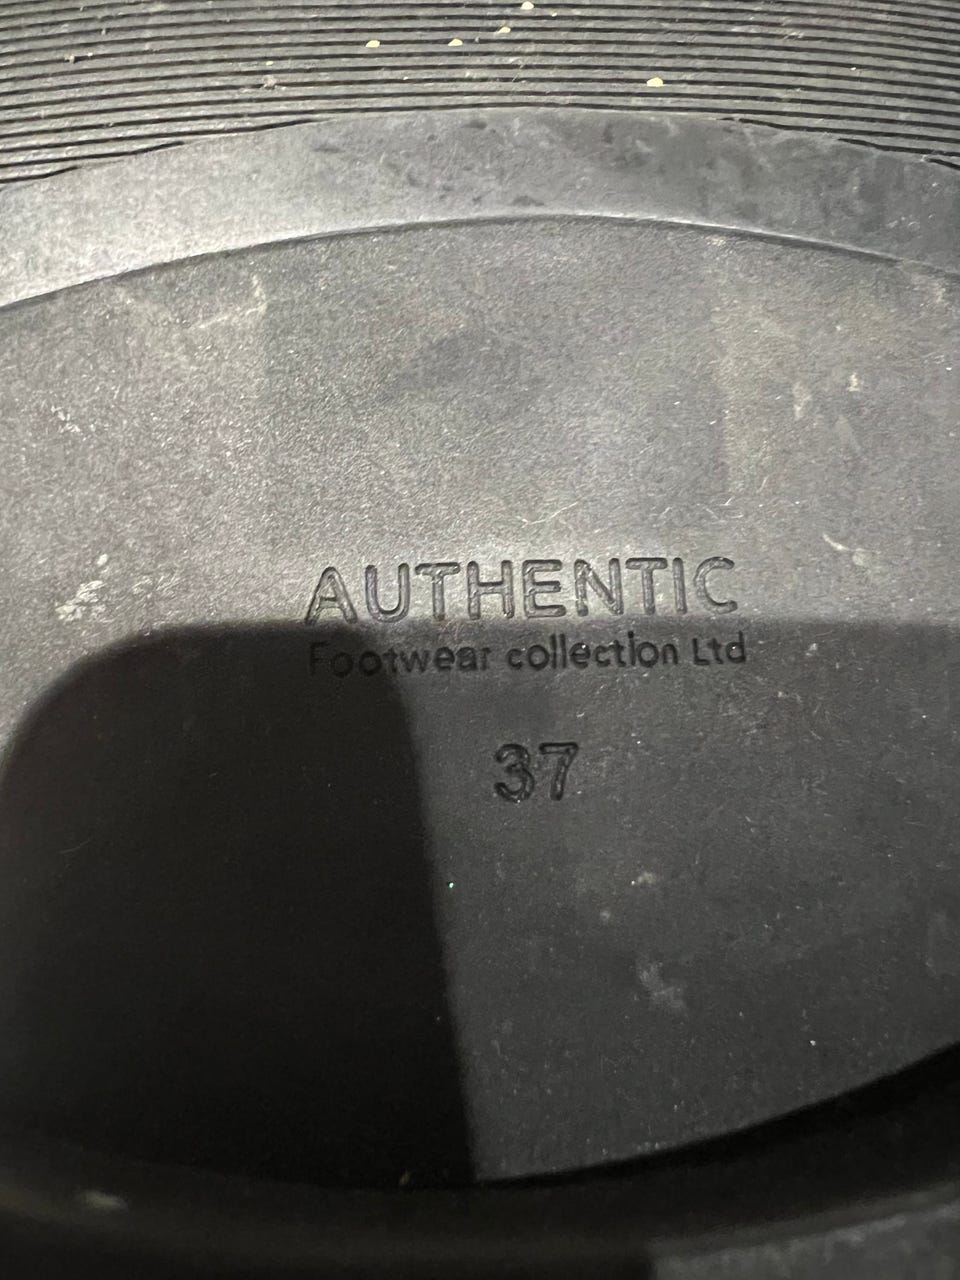 AUTHENTIC
Footwear collection Ltd
37